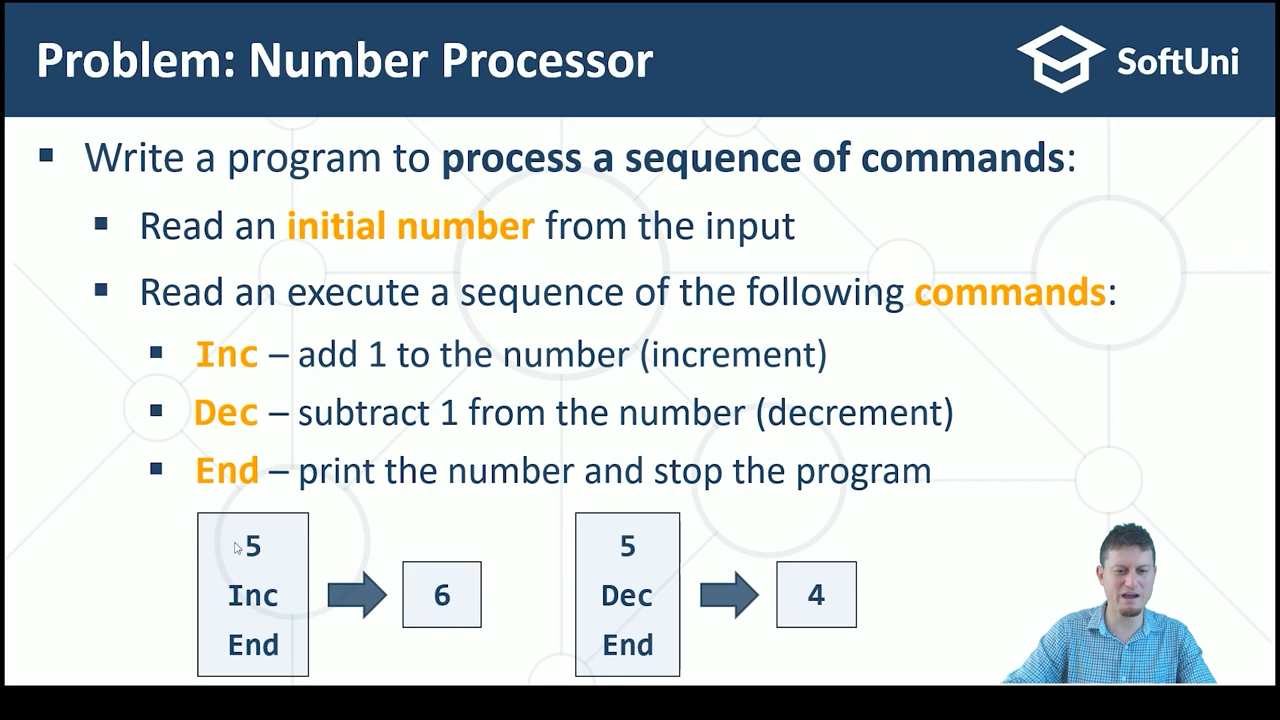 Problem: Number Processor
SoftUni
Write a program to process a sequence of commands:
Read an initial number from the input
Read an execute a sequence of the following commands:
Inc – add 1 to the number (increment)
Dec – subtract 1 from the number (decrement)
End – print the number and stop the program
5
Inc
End
6
5
Dec
End
4